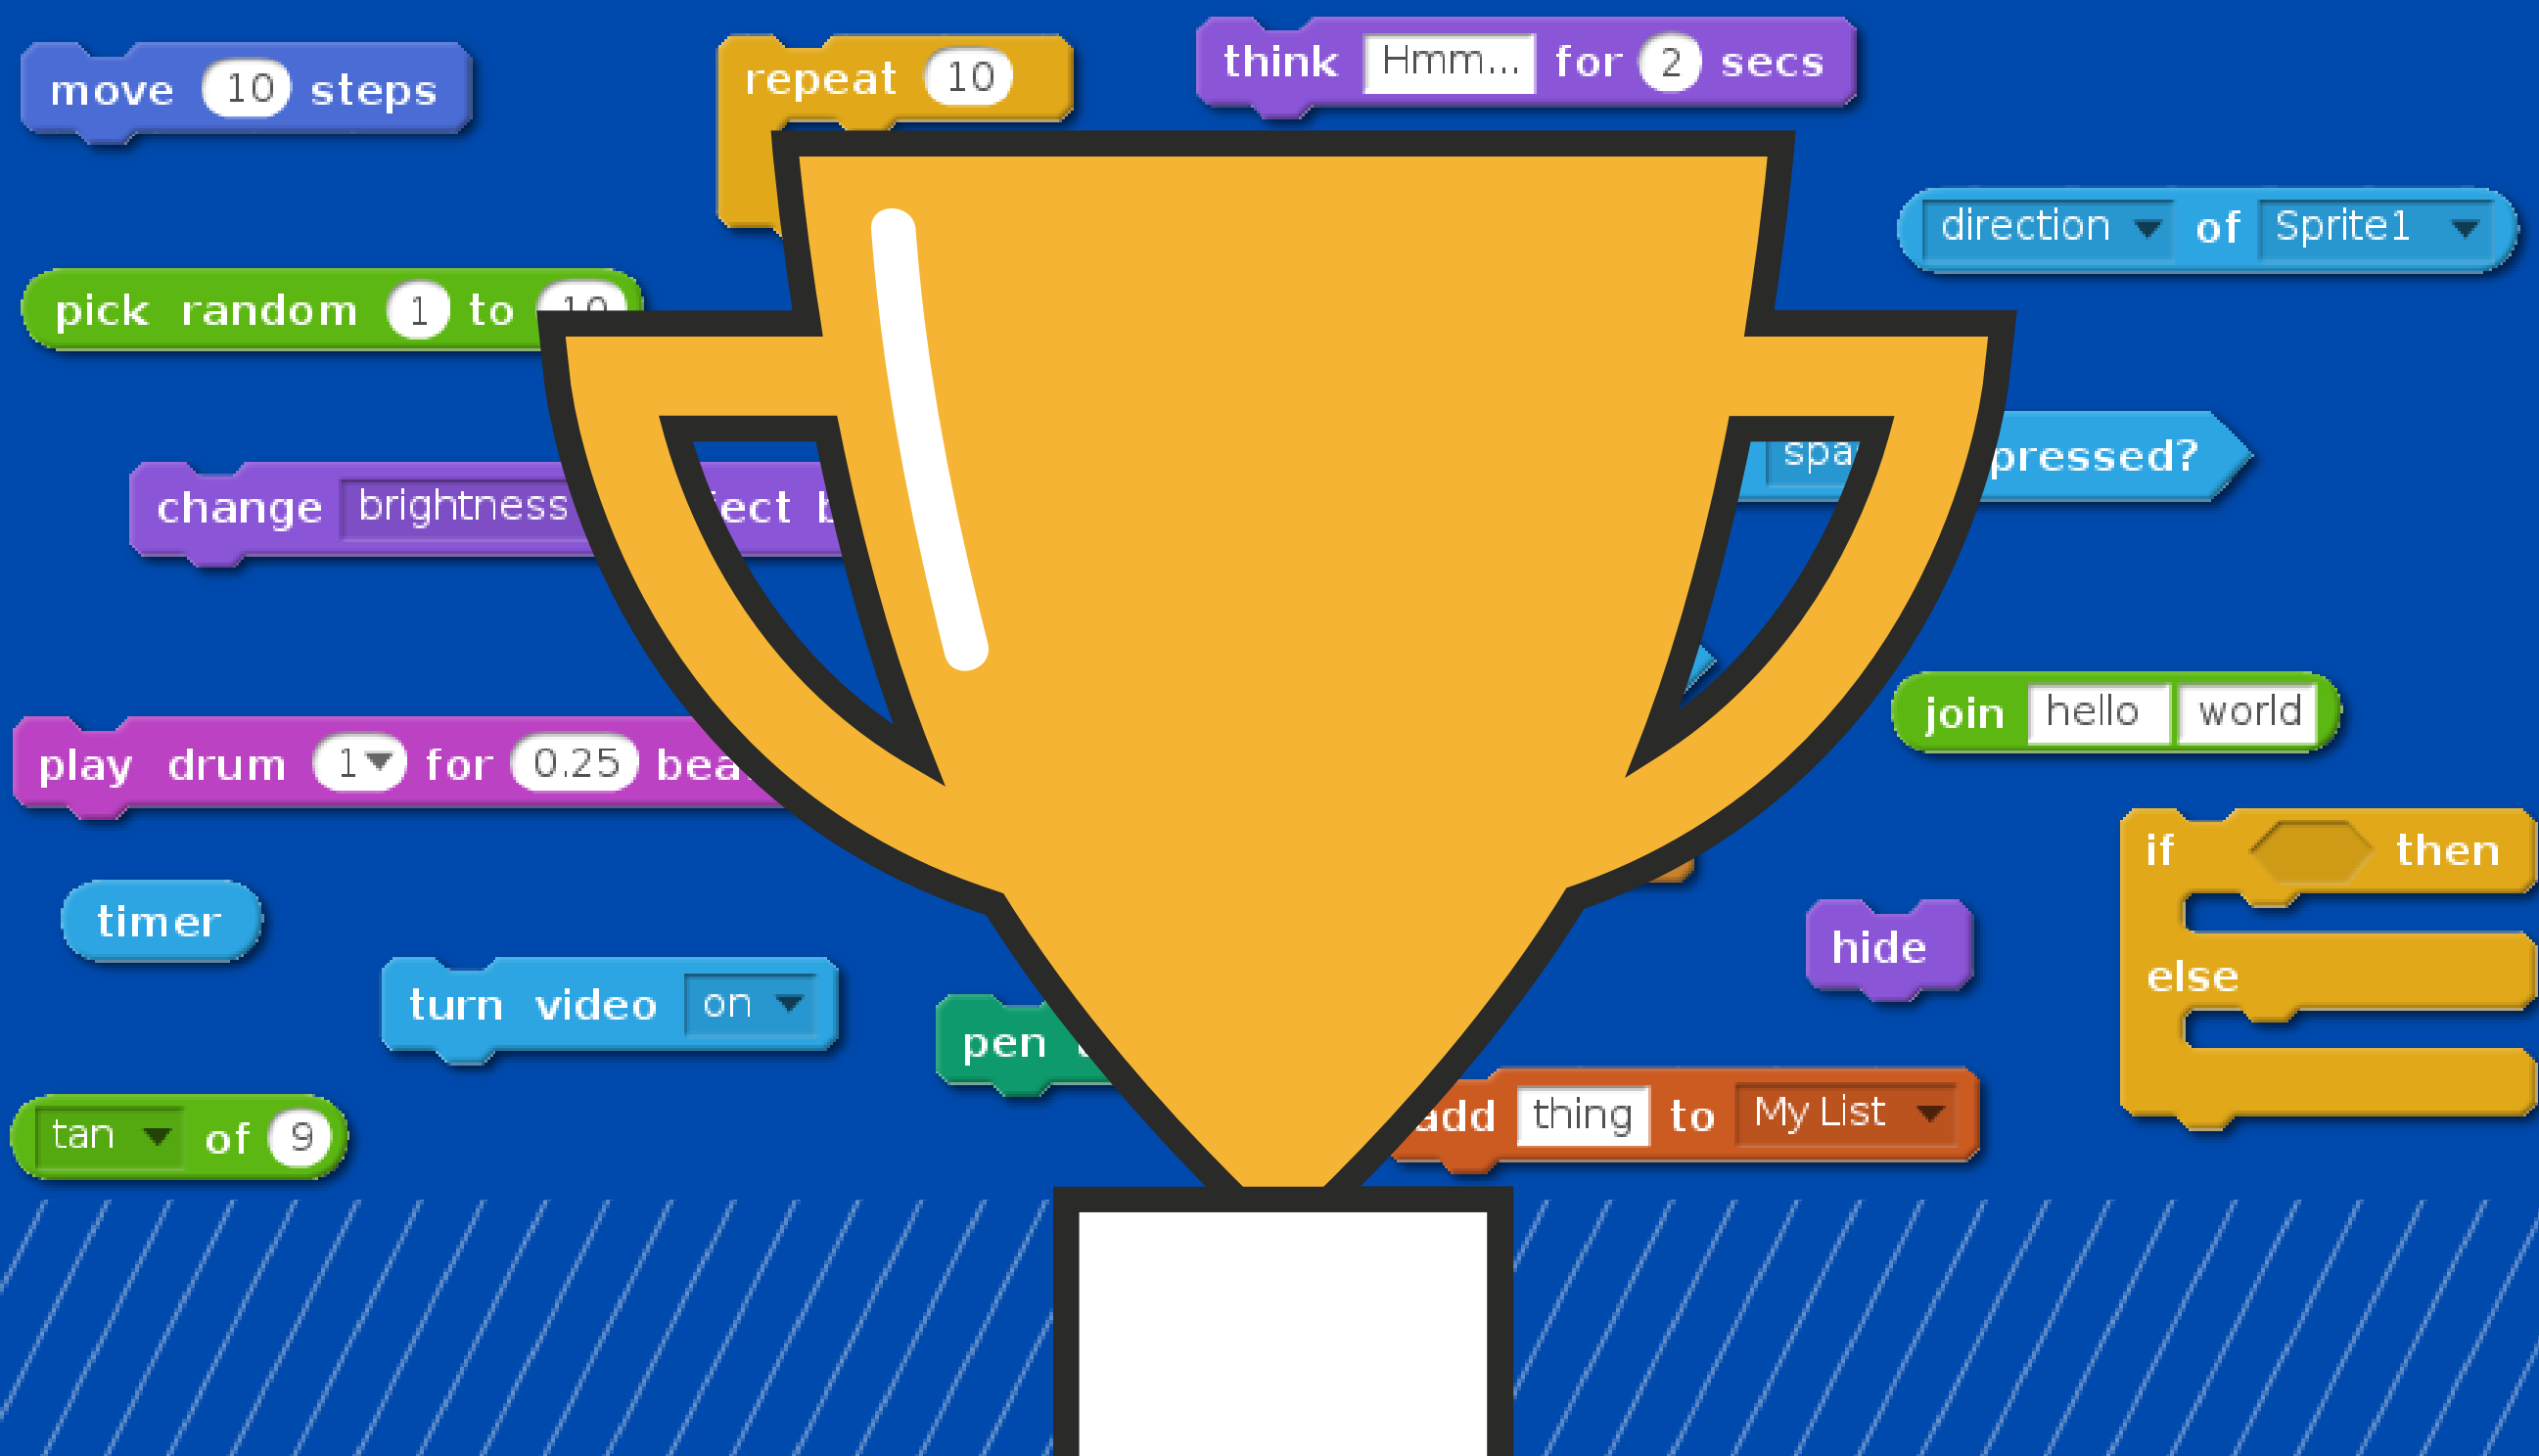 think Hmm... for 2 secs
repeat 10
move 10 steps
direction of Sprite1
pick random 1 to 10
pressed?
change brightness
join hello world
play drum 1 for 0.25
if then
else
timer
hide
turn video on
pen
add thing to My List
tan of 9